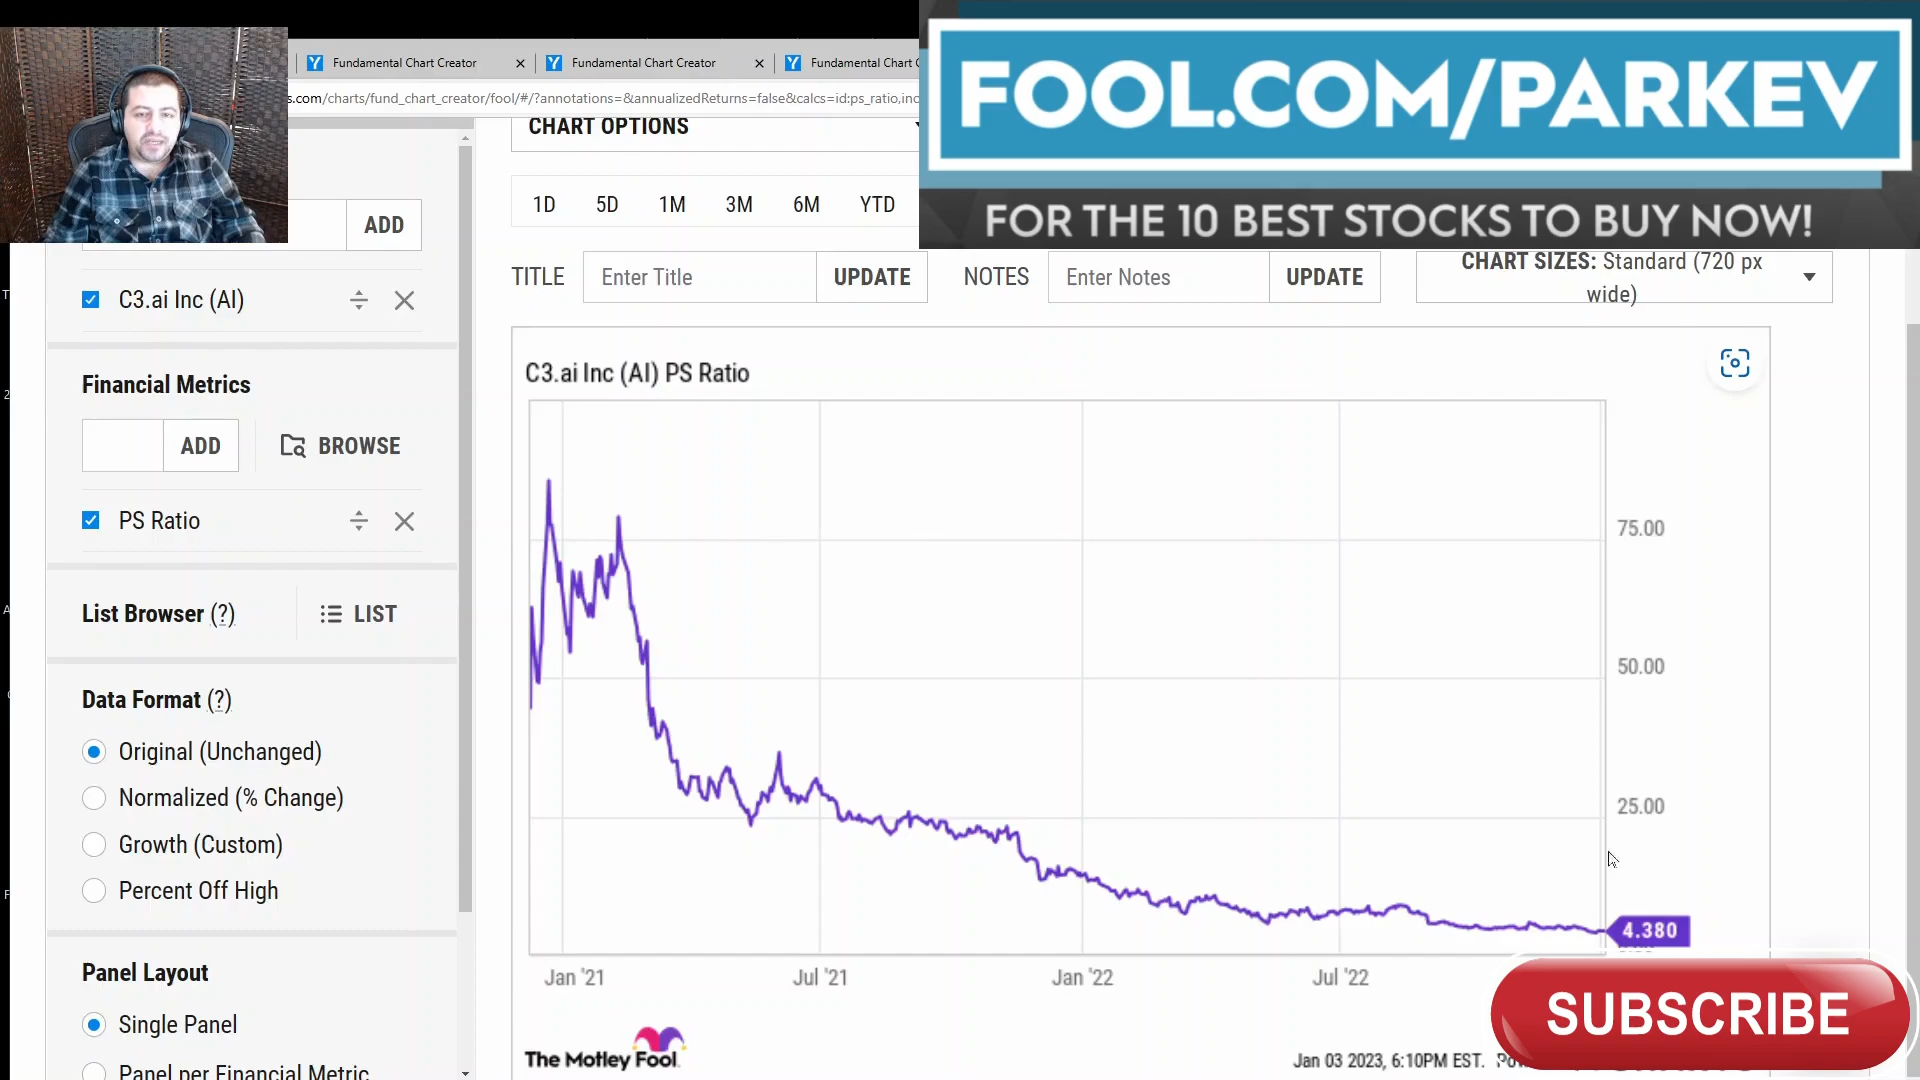 Fundamental Chart Creator
Fundamental Chart Creator
Fundamental Chart C
FOOL.COM/PARKEV
FOR THE 10 BEST STOCKS TO BUY NOW!
s.com/charts/fund_chart_creator/fool/#/?annotations=&annualizedReturns=false&calcs=id:ps_ratio,inc
CHART OPTIONS
1D 5D 1M 3M 6M YTD
ADD
TITLE Enter Title UPDATE NOTES Enter Notes UPDATE CHART SIZES: Standard (720 px
wide)
C3.ai Inc (AI)
C3.ai Inc (AI) PS Ratio
Financial Metrics
ADD BROWSE
PS Ratio
List Browser (?) LIST
Data Format (?)
Original (Unchanged)
Normalized (% Change)
Growth (Custom)
Percent Off High
Panel Layout
Single Panel
Panel per Financial Metric
75.00
50.00
25.00
4.380
Jan '21 Jul '21 Jan '22 Jul '22
The Motley Fool
Jan 03 2023, 6:10PM EST.
SUBSCRIBE